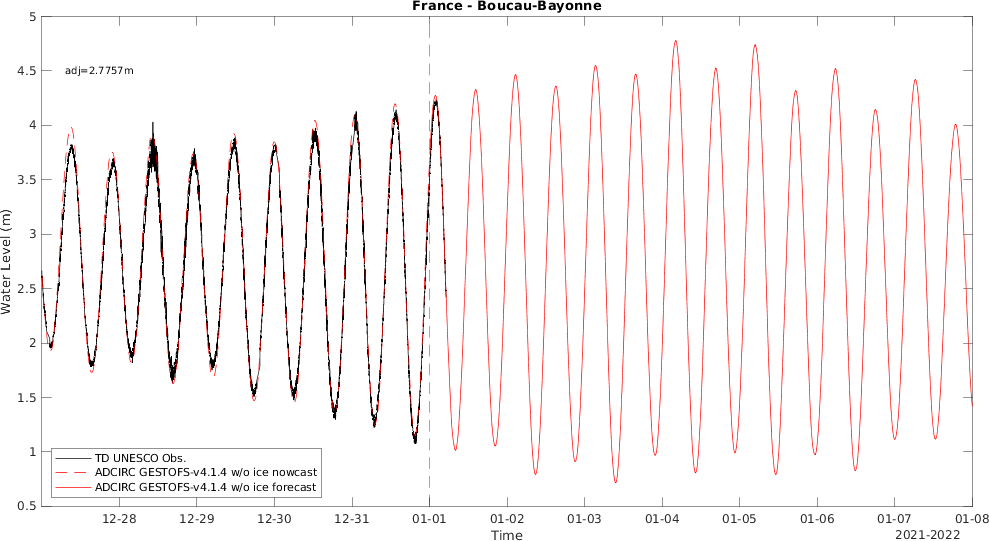 France - Boucau-Bayonne
5
4.5
4
3.5
3
2.5
2
1.5
1
0.5
Water Level (m)
adj=2.7757m
TD UNESCO Obs.
ADCIRC GESTOFS-v4.1.4 w/o ice nowcast
ADCIRC GESTOFS-v4.1.4 w/o ice forecast
12-28 12-29 12-30 12-31 01-01 01-02 01-03 01-04 01-05 01-06 01-07 01-08
Time
2021-2022